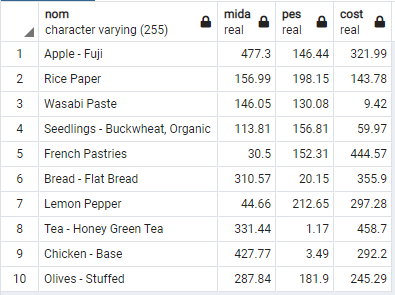 nom mida pes cost
character varying (255) real real real
1 Apple - Fuji 477.3 146.44 321.99
2 Rice Paper 156.99 198.15 143.78
3 Wasabi Paste 146.05 130.08 9.42
4 Seedlings - Buckwheat, Organic 113.81 156.81 59.97
5 French Pastries 30.5 152.31 444.57
6 Bread - Flat Bread 310.57 20.15 355.9
7 Lemon Pepper 44.66 212.65 297.28
8 Tea - Honey Green Tea 331.44 1.17 458.7
9 Chicken - Base 427.77 3.49 292.2
10 Olives - Stuffed 287.84 181.9 245.29